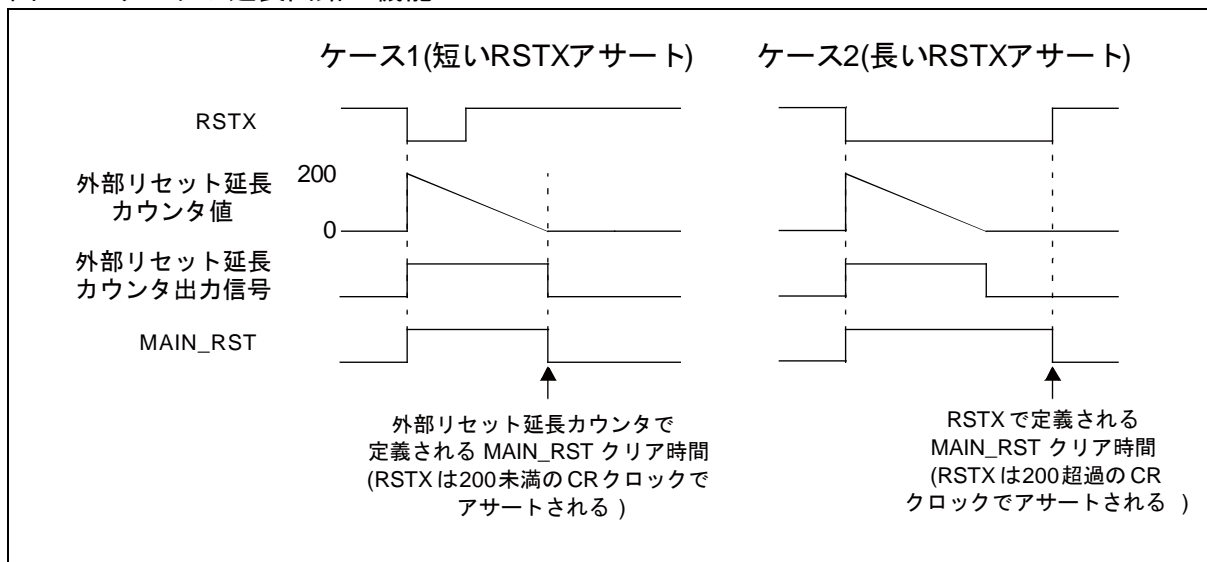 ケース1(短いRSTXアサート)
ケース2(長いRSTXアサート)
RSTX
外部リセット延長
カウンタ値
200
0
外部リセット延長
カウンタ出力信号
MAIN_RST
外部リセット延長カウンタで
定義される MAIN_RST クリア時間
(RSTX は200未満の CRクロックで
アサートされる )
RSTX で定義される
MAIN_RST クリア時間
(RSTX は200 超過の CR
クロックでアサートされる )